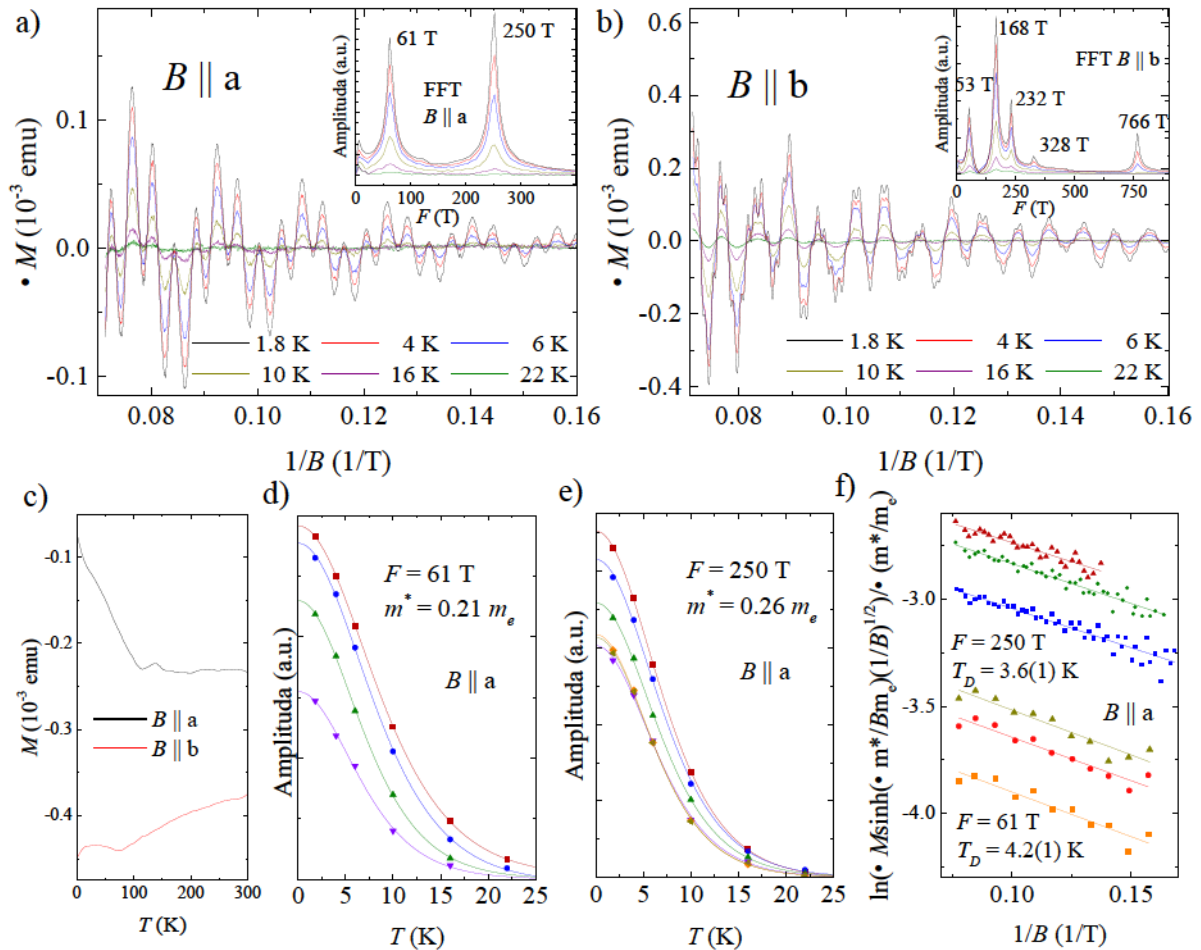 a)
B || a
61 T
250 T
FFT
B || a
Amplituda (a.u.)
0 100 200 300
F (T)
0.1
0.0
-0.1
• M (10⁻³ emu)
1.8 K 4 K 6 K
10 K 16 K 22 K
0.08 0.10 0.12 0.14 0.16
1/B (1/T)
b)
B || b
53 T
168 T
232 T
328 T
766 T
FFT B || b
Amplituda (a.u.)
0 250 500 750
F (T)
0.6
0.4
0.2
0.0
-0.2
-0.4
• M (10⁻³ emu)
1.8 K 4 K 6 K
10 K 16 K 22 K
0.08 0.10 0.12 0.14 0.16
1/B (1/T)
c)
-0.1
-0.2
-0.3
-0.4
M (10⁻³ emu)
B || a
B || b
0 100 200 300
T (K)
d)
F = 61 T
m* = 0.21 mₑ
B || a
Amplituda (a.u.)
0 5 10 15 20 25
T (K)
e)
F = 250 T
m* = 0.26 mₑ
B || a
Amplituda (a.u.)
0 5 10 15 20 25
T (K)
f)
ln(• Msinh(• m*/Bmₑ)(1/B)^1/2)/• (m*/mₑ)
-3.0
-3.5
-4.0
F = 250 T
T_D = 3.6(1) K
B || a
F = 61 T
T_D = 4.2(1) K
0.10 0.15
1/B (1/T)